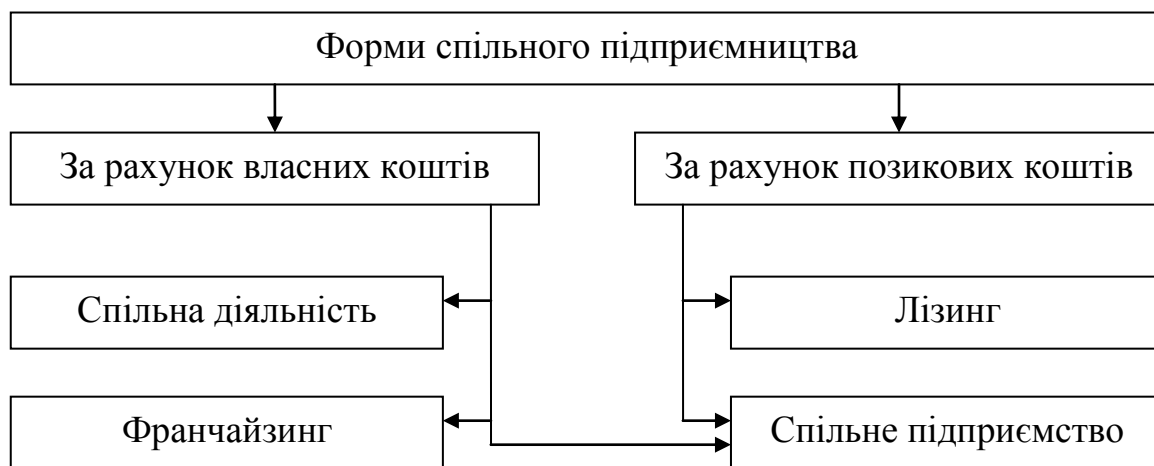 Форми спільного підприємництва
За рахунок власних коштів
За рахунок позикових коштів
Спільна діяльність
Лізинг
Франчайзинг
Спільне підприємство